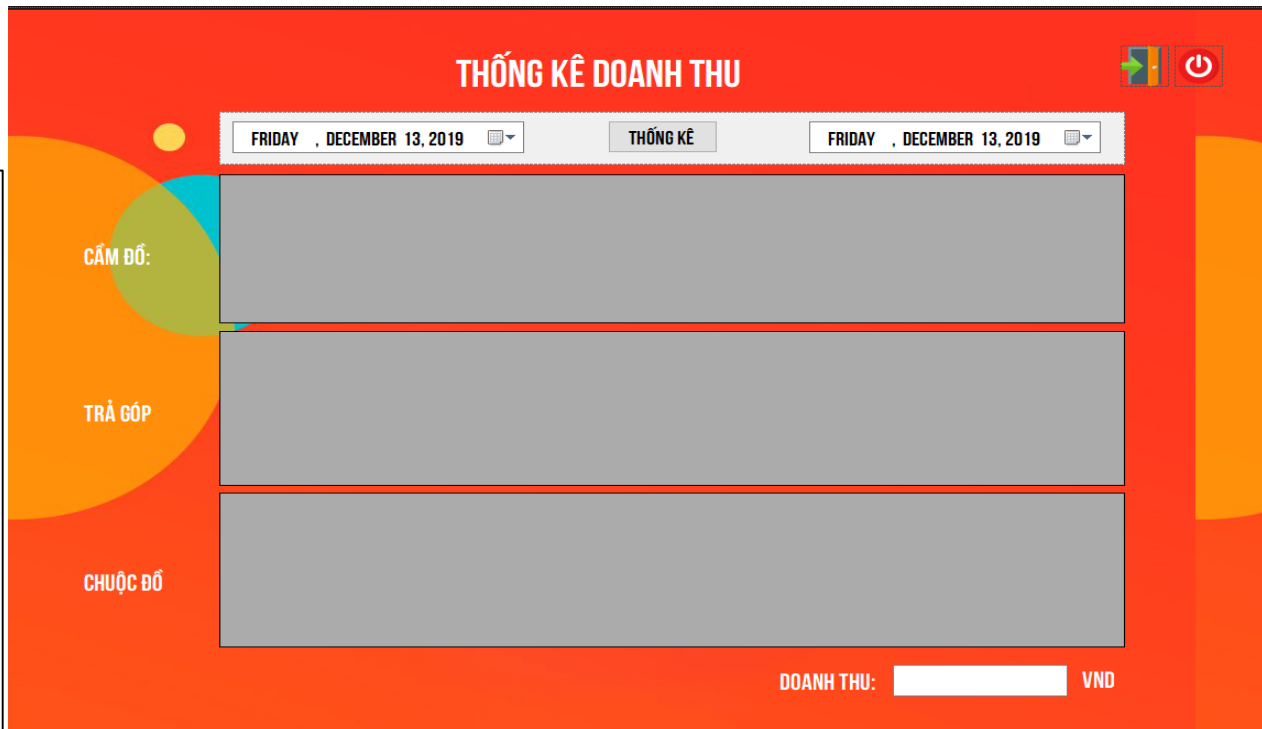 THỐNG KÊ DOANH THU
FRIDAY , DECEMBER 13, 2019 THỐNG KÊ FRIDAY , DECEMBER 13, 2019
CẦM ĐỒ:
TRẢ GÓP
CHUỘC ĐỒ
DOANH THU: VND